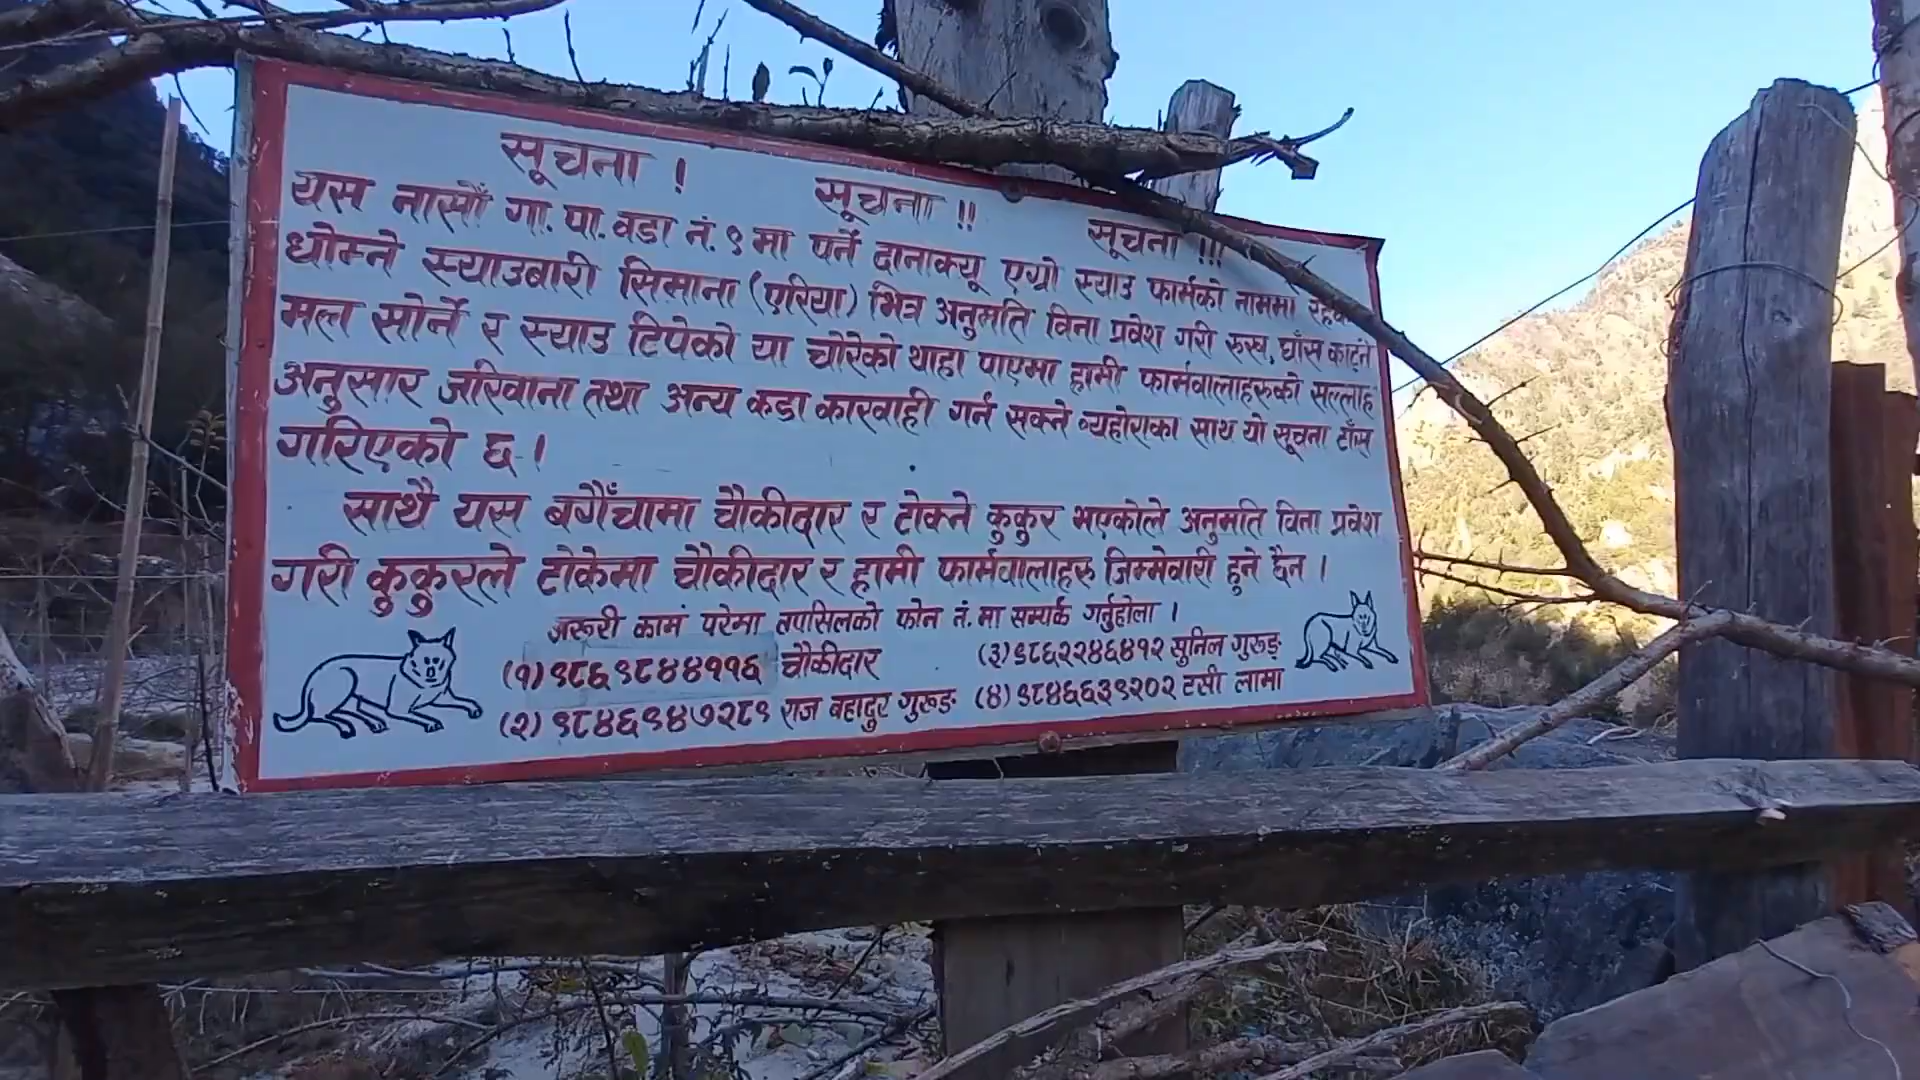 सूचना ! सूचना !! सूचना !!!
यस नासोँ गा.पा.वडा नं.९ मा पर्ने दानाक्यू एग्रो स्याउ फार्मको नाममा
धोम्ने स्याउबारी सिमाना (एरिया) भित्र अनुमति विना प्रवेश गरी रुख, घाँस काट्ने
मल सोर्ने र स्याउ टिपेको या चोरेको थाहा पाएमा हामी फार्मवालाहरुको सल्लाह
अनुसार जरिवाना तथा अन्य कडा कारवाही गर्न सक्ने व्यहोराका साथ यो सूचना टाँस
गरिएको छ ।
साथै यस बगैँचामा चौकीदार र टोक्ने कुकुर भएकोले अनुमति विना प्रवेश
गरी कुकुरले टोकेमा चौकीदार र हामी फार्मवालाहरु जिम्मेवारी हुने छैन ।
जरूरी कामं परेमा तपसिलको फोन नं. मा सम्पर्क गर्नुहोला ।
(१) ९८६९८४४११६ चौकीदार (३) ९८६२२४६४१२ सुनिल गुरुङ्
(२) ९८४६९४७२८९ राज बहादुर गुरूङ (४) ९८४६६३९२०२ टसी लामा